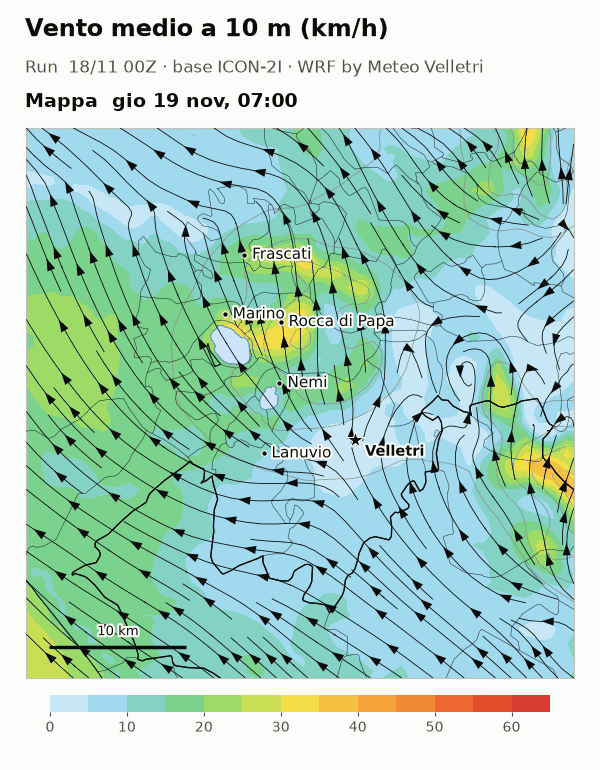 Vento medio a 10 m (km/h)
Run  18/11 00Z · base ICON-2I · WRF by Meteo Velletri
Mappa  gio 19 nov, 07:00
Frascati
Marino
Rocca di Papa
Nemi
Velletri
Lanuvio
10 km
0 10 20 30 40 50 60